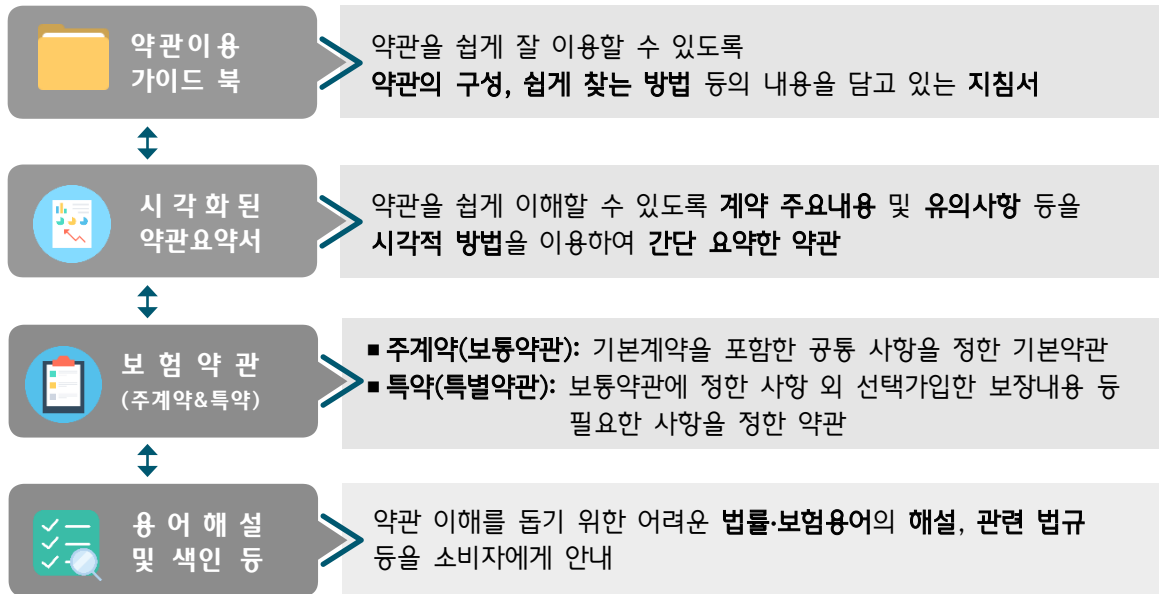 약관이용
가이드 북
약관을 쉽게 잘 이용할 수 있도록
약관의 구성, 쉽게 찾는 방법 등의 내용을 담고 있는 지침서
시각화된
약관요약서
약관을 쉽게 이해할 수 있도록 계약 주요내용 및 유의사항 등을
시각적 방법을 이용하여 간단 요약한 약관
보험약관
(주계약&특약)
▪ 주계약(보통약관): 기본계약을 포함한 공통 사항을 정한 기본약관
▪ 특약(특별약관): 보통약관에 정한 사항 외 선택가입한 보장내용 등
필요한 사항을 정한 약관
용어해설
및 색인 등
약관 이해를 돕기 위한 어려운 법률·보험용어의 해설, 관련 법규
등을 소비자에게 안내